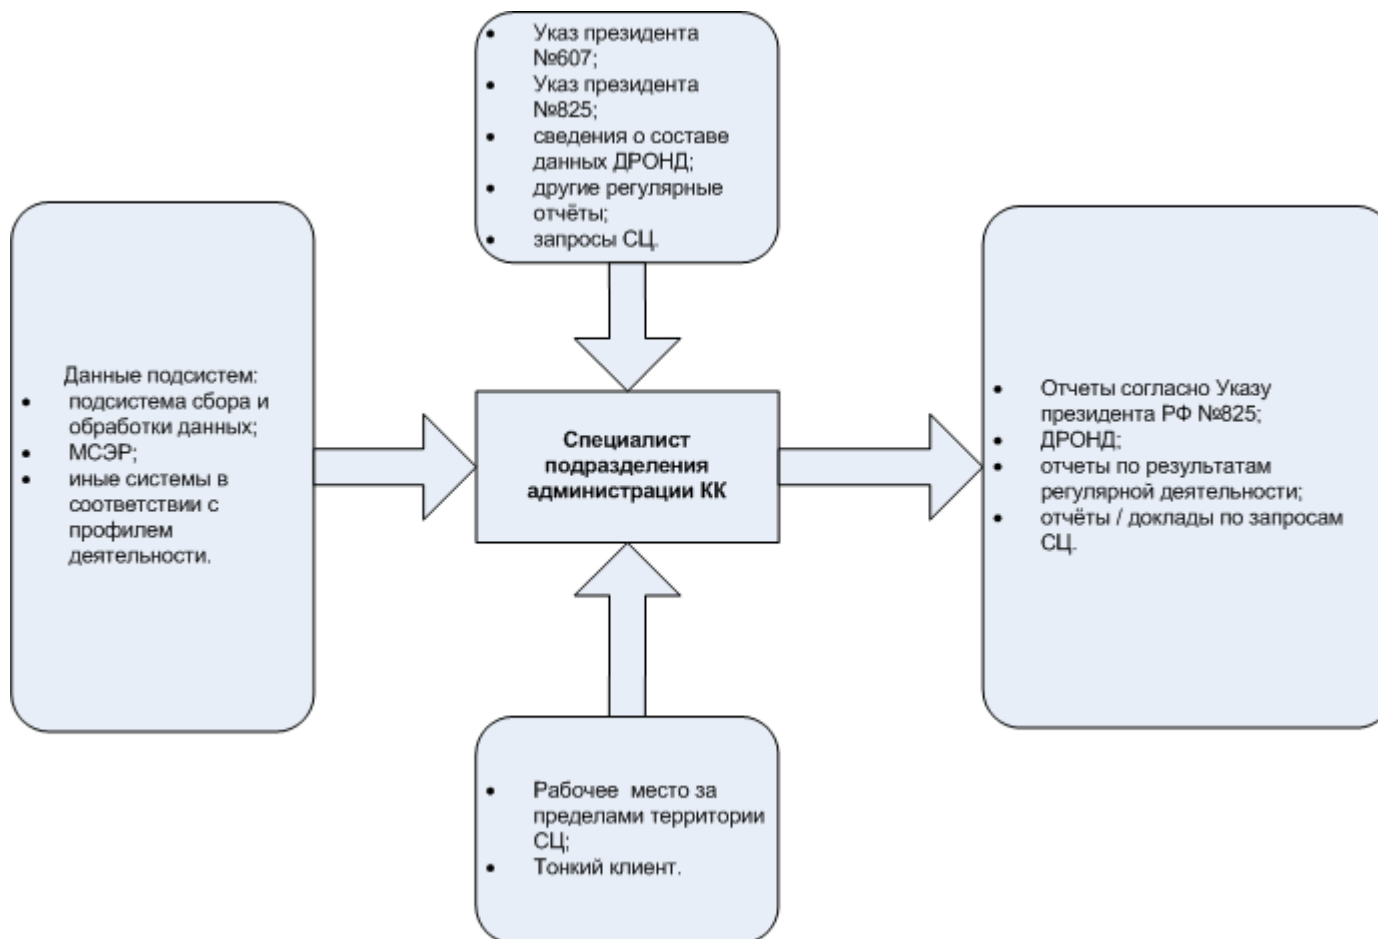 • Указ президента
№607;
• Указ президента
№825;
• сведения о составе
данных ДРОНД;
• другие регулярные
отчёты;
• запросы СЦ.
Данные подсистем:
• подсистема сбора и
обработки данных;
• МСЭР;
• иные системы в
соответствии с
профилем
деятельности.
Специалист
подразделения
администрации КК
• Отчеты согласно Указу
президента РФ №825;
• ДРОНД;
• отчеты по результатам
регулярной деятельности;
• отчёты / доклады по запросам
СЦ.
• Рабочее место за
пределами территории
СЦ;
• Тонкий клиент.